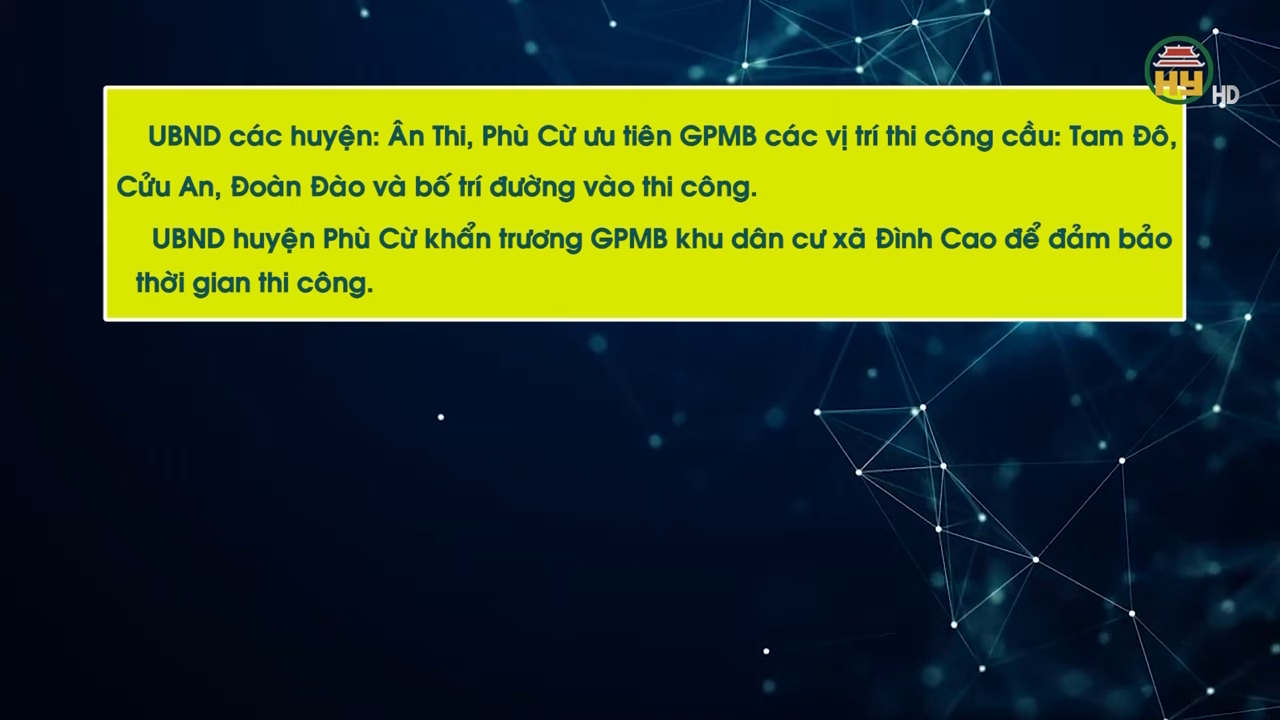 HY HD
UBND các huyện: Ân Thi, Phù Cừ ưu tiên GPMB các vị trí thi công cầu: Tam Đô,
Cửu An, Đoàn Đào và bố trí đường vào thi công.
UBND huyện Phù Cừ khẩn trương GPMB khu dân cư xã Đình Cao để đảm bảo
thời gian thi công.